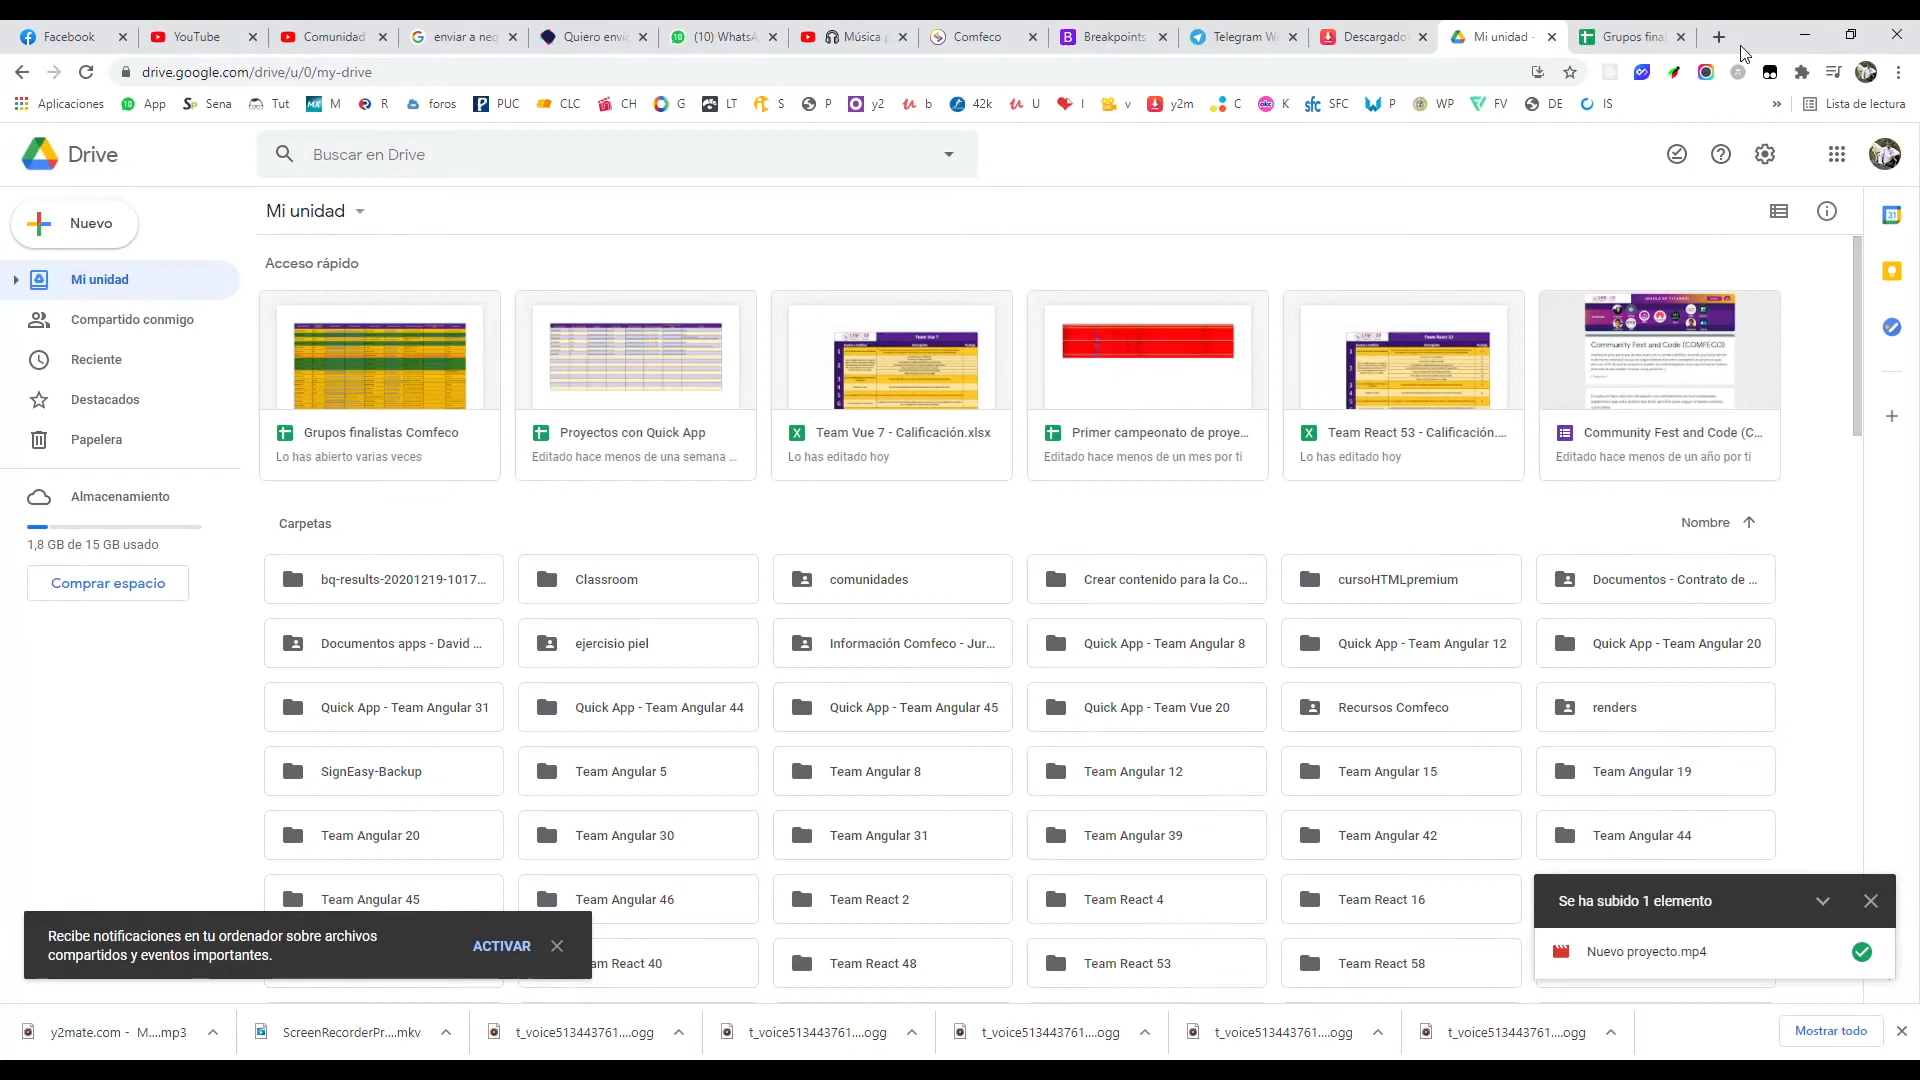 Facebook
YouTube
Comunidad
enviar a neq
Quiero envi
(10) WhatsA
Música p
Comfeco
Breakpoints
Telegram W
Descargado
Mi unidad -
Grupos final
drive.google.com/drive/u/0/my-drive
Aplicaciones
App
Sena
Tut
M
R
foros
PUC
CLC
CH
G
LT
S
P
y2
b
42k
U
I
v
y2m
C
K
SFC
P
WP
FV
DE
IS
»
Lista de lectura
Drive
Buscar en Drive
Nuevo
Mi unidad
Compartido conmigo
Reciente
Destacados
Papelera
Almacenamiento
1,8 GB de 15 GB usado
Comprar espacio
Mi unidad
Acceso rápido
Grupos finalistas Comfeco
Lo has abierto varias veces
Proyectos con Quick App
Editado hace menos de una semana ...
Team Vue 7
Team Vue 7 - Calificación.xlsx
Lo has editado hoy
Primer campeonato de proye...
Editado hace menos de un mes por ti
Team React 53
Team React 53 - Calificación....
Lo has editado hoy
Community Fest and Code (COMFECO)
Community Fest and Code (C...
Editado hace menos de un año por ti
Carpetas
Nombre
bq-results-20201219-1017...
Classroom
comunidades
Crear contenido para la Co...
cursoHTMLpremium
Documentos - Contrato de ...
Documentos apps - David ...
ejercisio piel
Información Comfeco - Jur...
Quick App - Team Angular 8
Quick App - Team Angular 12
Quick App - Team Angular 20
Quick App - Team Angular 31
Quick App - Team Angular 44
Quick App - Team Angular 45
Quick App - Team Vue 20
Recursos Comfeco
renders
SignEasy-Backup
Team Angular 5
Team Angular 8
Team Angular 12
Team Angular 15
Team Angular 19
Team Angular 20
Team Angular 30
Team Angular 31
Team Angular 39
Team Angular 42
Team Angular 44
Team Angular 45
Team Angular 46
Team React 2
Team React 4
Team React 16
am React 40
Team React 48
Team React 53
Team React 58
Recibe notificaciones en tu ordenador sobre archivos
compartidos y eventos importantes.
ACTIVAR
Se ha subido 1 elemento
Nuevo proyecto.mp4
y2mate.com - M....mp3
ScreenRecorderPr....mkv
t_voice513443761....ogg
t_voice513443761....ogg
t_voice513443761....ogg
t_voice513443761....ogg
t_voice513443761....ogg
Mostrar todo